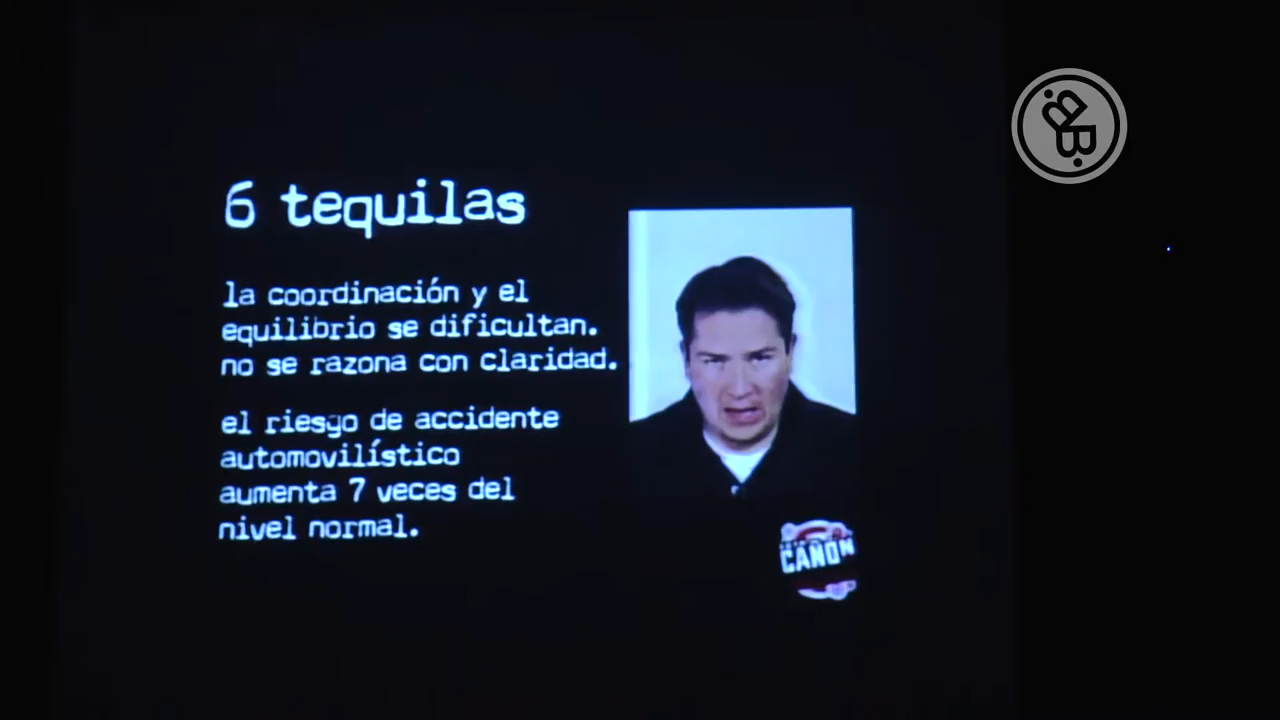 6 tequilas
la coordinación y el
equilibrio se dificultan.
no se razona con claridad.
el riesgo de accidente
automovilístico
aumenta 7 veces del
nivel normal.
CAÑON